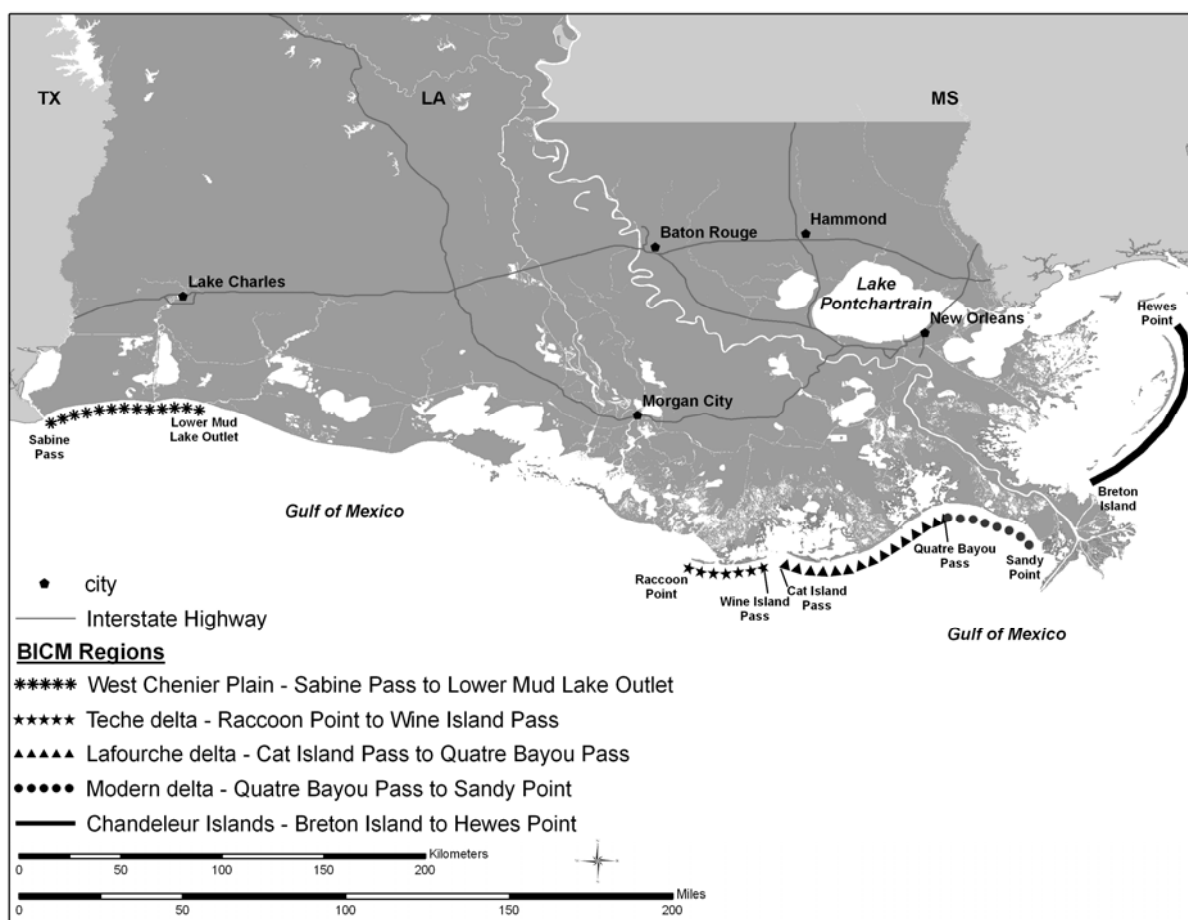 TX
LA
MS
Hammond
Baton Rouge
Lake Charles
Lake
Pontchartrain
New Orleans
Hewes
Point
Morgan City
Sabine
Pass
Lower Mud
Lake Outlet
Breton
Island
Gulf of Mexico
Quatre Bayou
Pass
Sandy
Point
Raccoon
Point
Wine Island
Pass
Cat Island
Pass
Gulf of Mexico
city
Interstate Highway
BICM Regions
West Chenier Plain - Sabine Pass to Lower Mud Lake Outlet
Teche delta - Raccoon Point to Wine Island Pass
Lafourche delta - Cat Island Pass to Quatre Bayou Pass
Modern delta - Quatre Bayou Pass to Sandy Point
Chandeleur Islands - Breton Island to Hewes Point
Kilometers
0 50 100 150 200
Miles
0 50 100 150 200